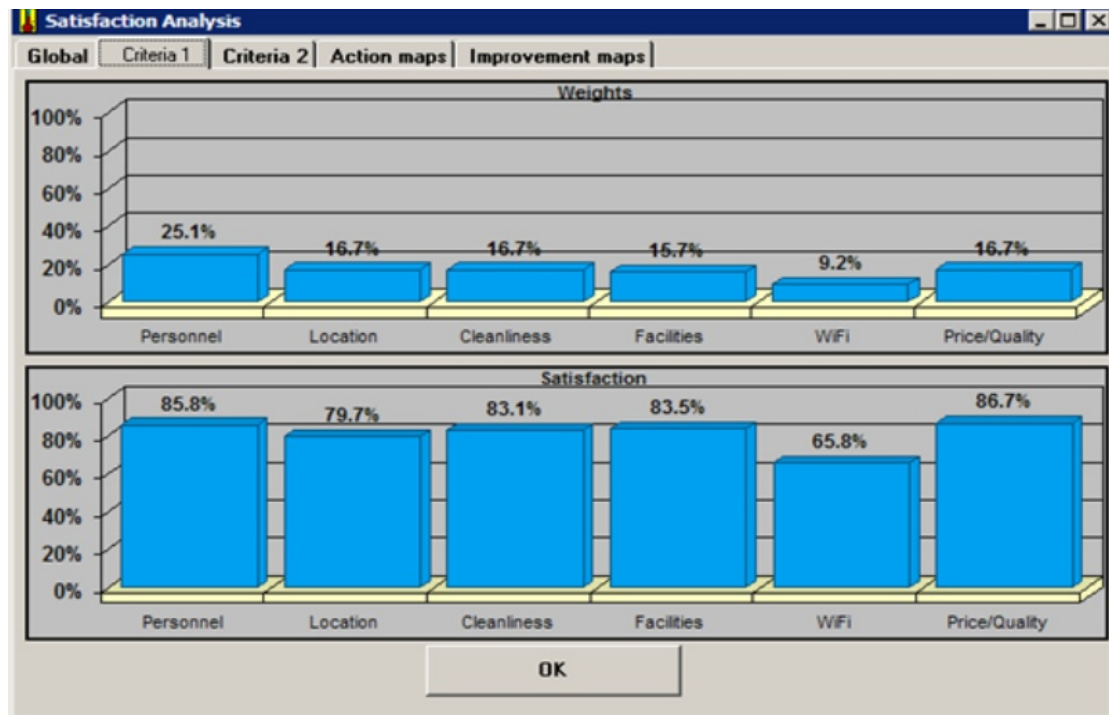 Satisfaction Analysis
Global Criteria 1 Criteria 2 Action maps Improvement maps
Weights
100%
80%
60%
40%
20%
0%
25.1% 16.7% 16.7% 15.7% 9.2% 16.7%
Personnel Location Cleanliness Facilities WiFi Price/Quality
Satisfaction
100%
80%
60%
40%
20%
0%
85.8% 79.7% 83.1% 83.5% 65.8% 86.7%
Personnel Location Cleanliness Facilities WiFi Price/Quality
OK